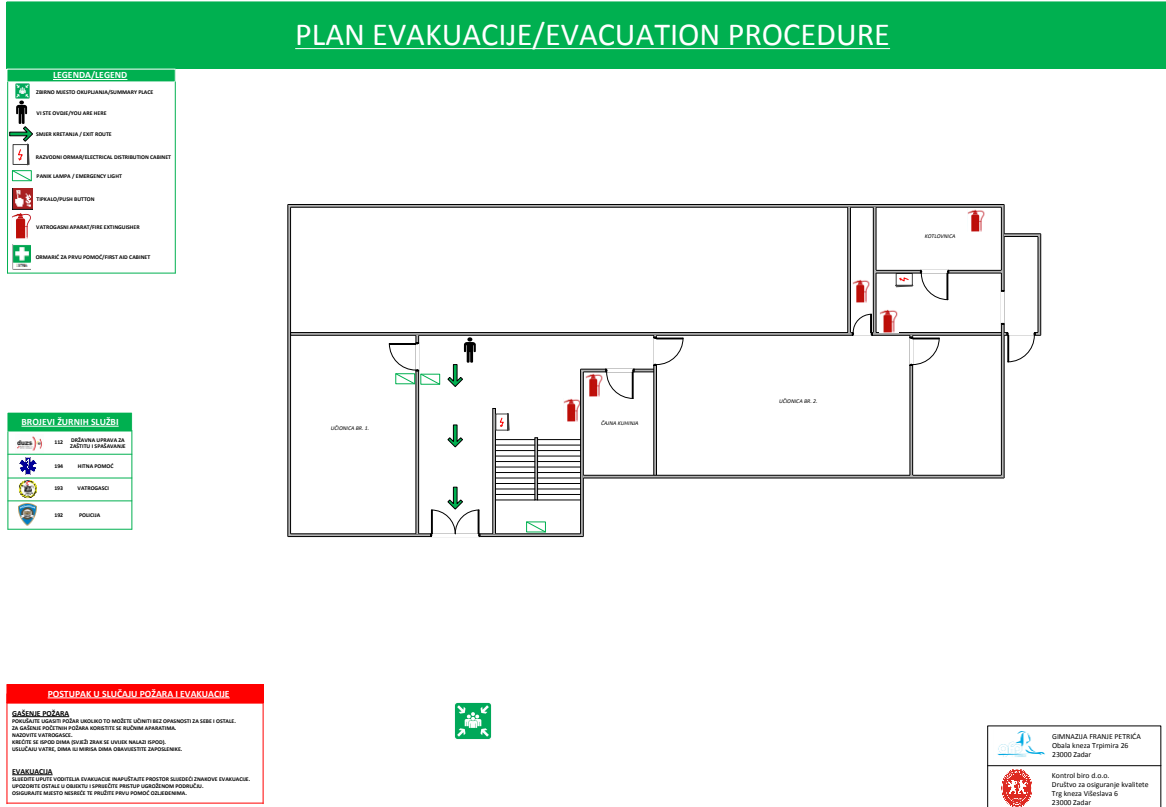 PLAN EVAKUACIJE/EVACUATION PROCEDURE
LEGENDA/LEGEND
ZBIRNO MJESTO OKUPLJANJA/SUMMARY PLACE
VI STE OVDJE/YOU ARE HERE
SMJER KRETANJA / EXIT ROUTE
RAZVODNI ORMAR/ELECTRICAL DISTRIBUTION CABINET
PANIK LAMPA / EMERGENCY LIGHT
TIPKALO/PUSH BUTTON
VATROGASNI APARAT/FIRE EXTINGUISHER
ORMARIĆ ZA PRVU POMOĆ/FIRST AID CABINET
KOTLOVNICA
UČIONICA BR. 1.
ČAJNA KUHINJA
UČIONICA BR. 2.
BROJEVI ŽURNIH SLUŽBI
duzs 112 DRŽAVNA UPRAVA ZA
ZAŠTITU I SPAŠAVANJE
194 HITNA POMOĆ
193 VATROGASCI
192 POLICIJA
POSTUPAK U SLUČAJU POŽARA I EVAKUACIJE
GAŠENJE POŽARA
POKUŠAJTE UGASITI POŽAR UKOLIKO TO MOŽETE UČINITI BEZ OPASNOSTI ZA SEBE I OSTALE.
ZA GAŠENJE POČETNIH POŽARA KORISTITE SE RUČNIM APARATIMA.
NAZOVITE VATROGASCE.
KREĆITE SE ISPOD DIMA (SVJEŽI ZRAK SE UVIJEK NALAZI ISPOD).
USLUČAJU VATRE, DIMA ILI MIRISA DIMA OBAVIJESTITE ZAPOSLENIKE.
EVAKUACIJA
SLIJEDITE UPUTE VODITELJA EVAKUACIJE INAPUŠTAJTE PROSTOR SLIJEDEĆI ZNAKOVE EVAKUACIJE.
UPOZORITE OSTALE U OBJEKTU I SPRIJEČITE PRISTUP UGROŽENOM PODRUČJU.
OSIGURAJTE MJESTO NESREĆE TE PRUŽITE PRVU POMOĆ OZLIJEĐENIMA.
GIMNAZIJA FRANJE PETRIĆA
Obala kneza Trpimira 26
23000 Zadar
Kontrol biro d.o.o.
Društvo za osiguranje kvalitete
Trg kneza Višeslava 6
23000 Zadar